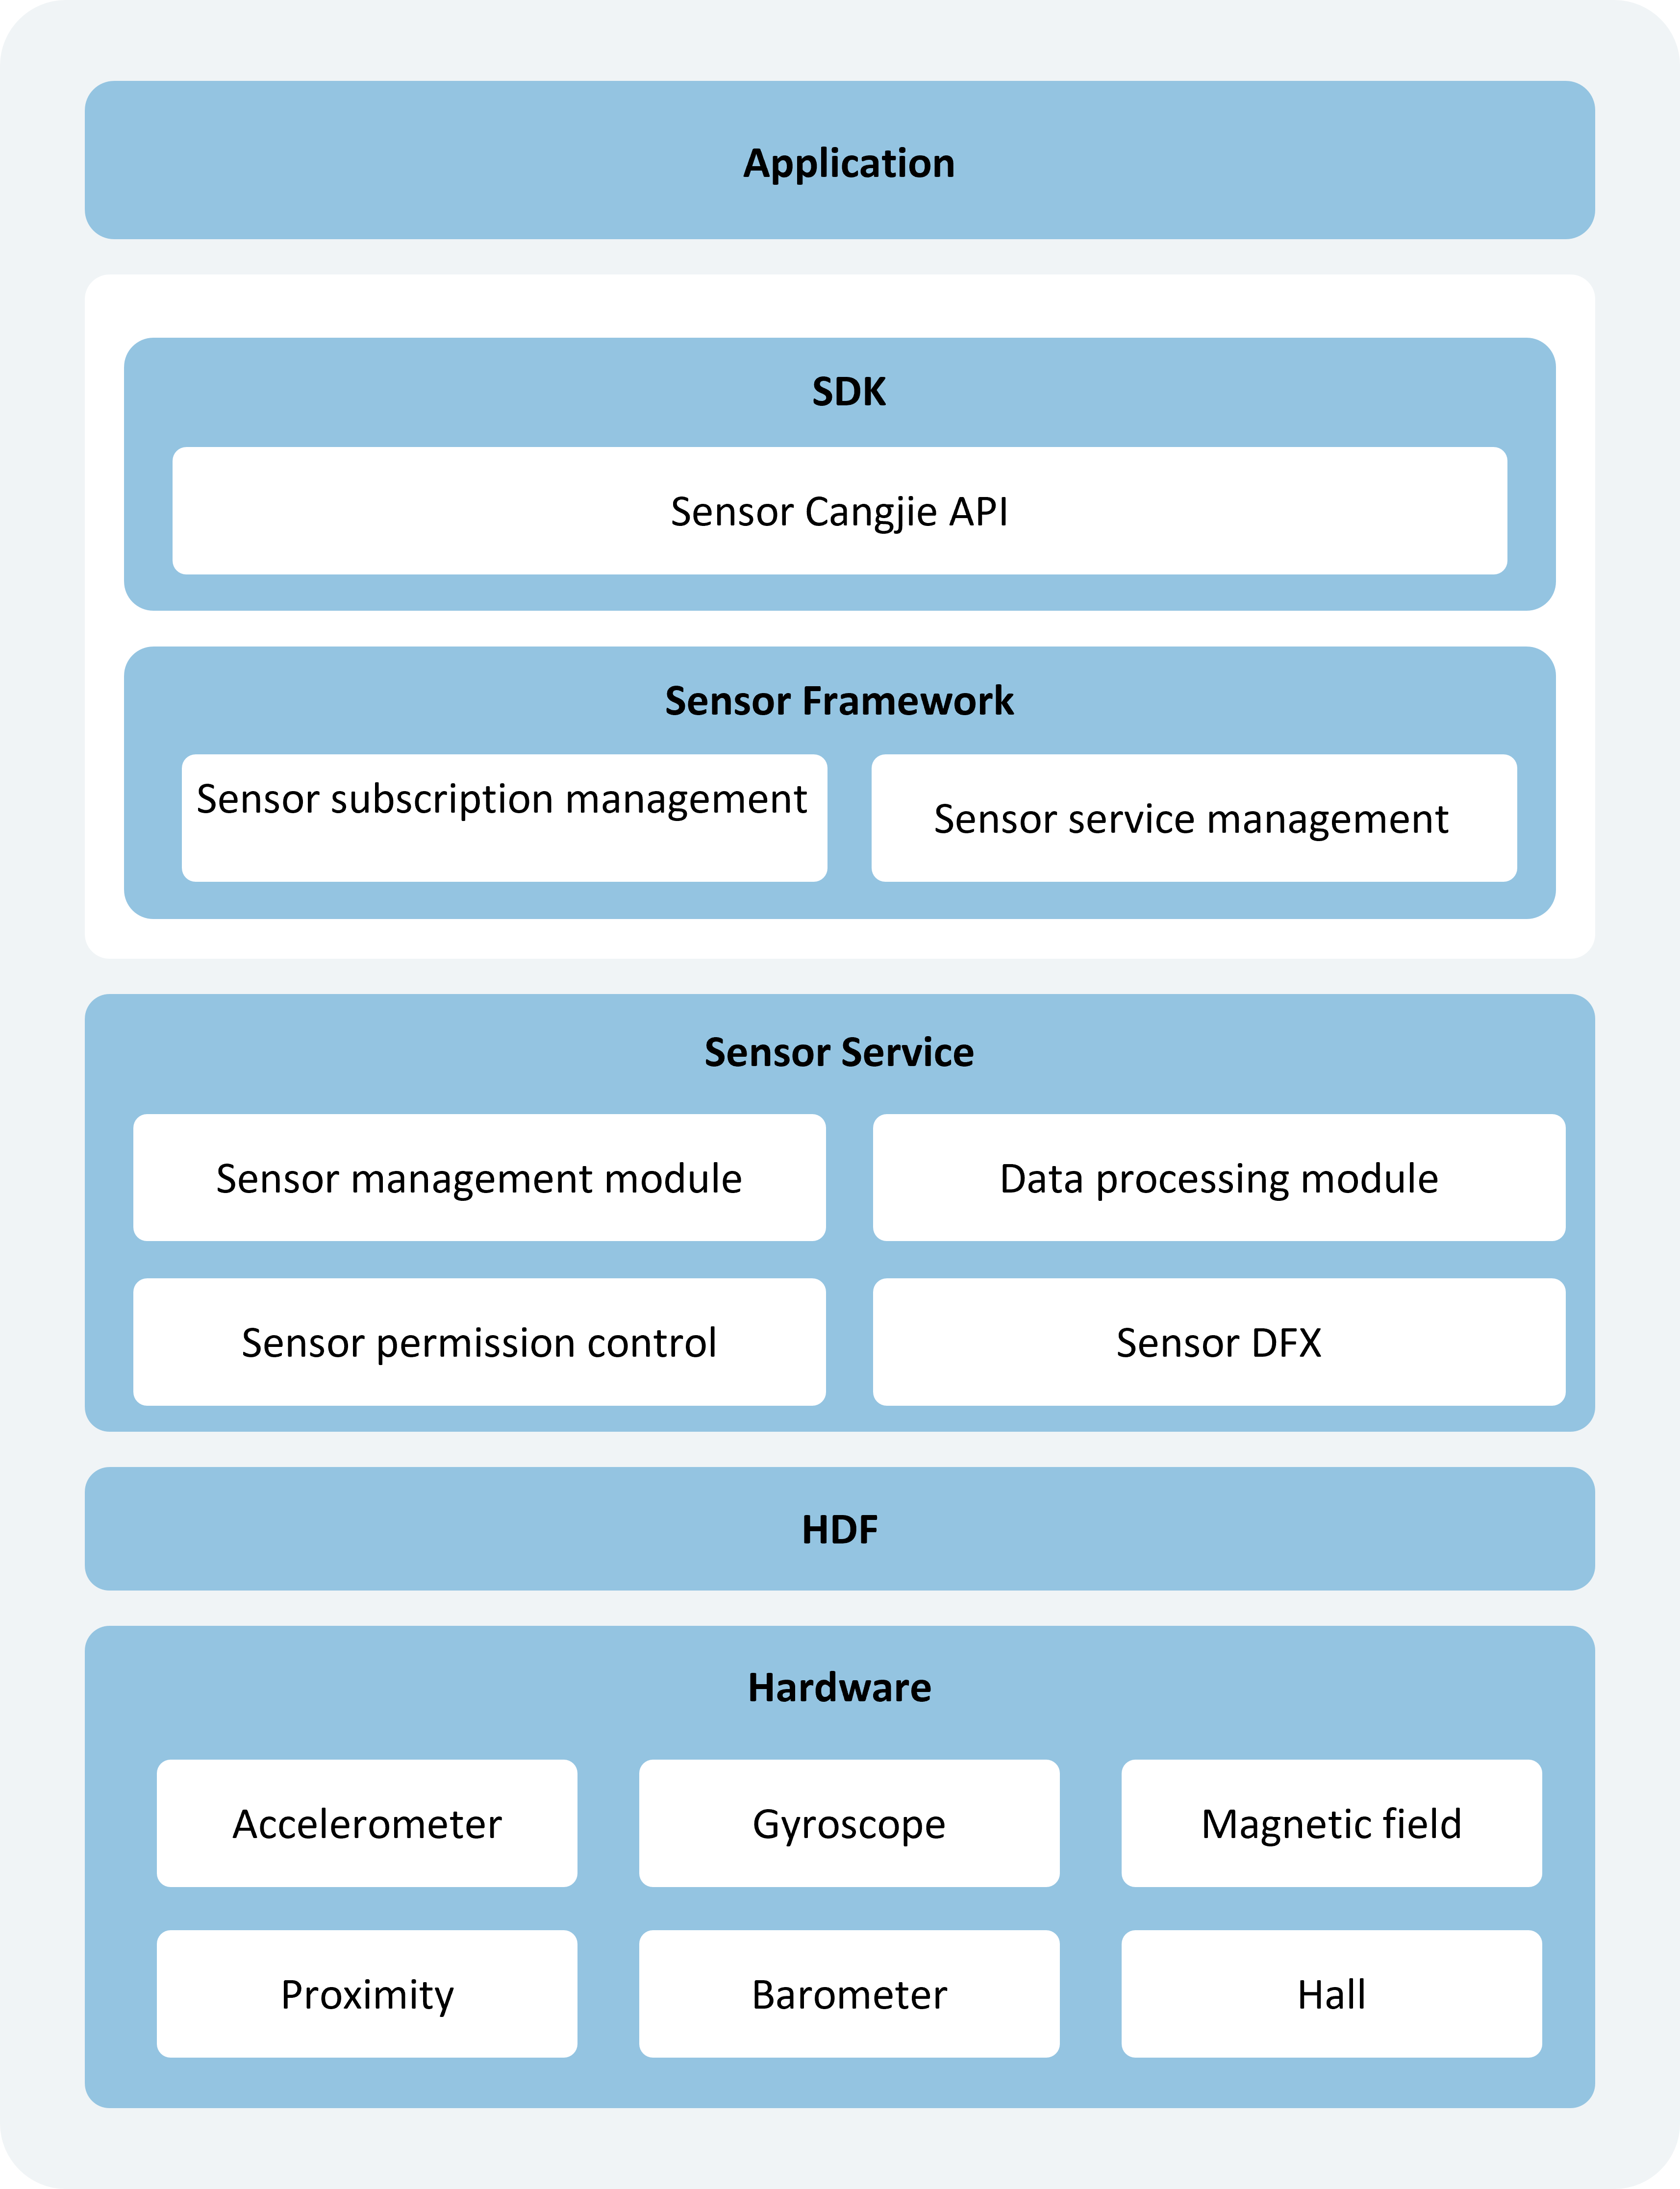 Application
SDK
Sensor Cangjie API
Sensor Framework
Sensor subscription management
Sensor service management
Sensor Service
Sensor management module
Data processing module
Sensor permission control
Sensor DFX
HDF
Hardware
Accelerometer
Gyroscope
Magnetic field
Proximity
Barometer
Hall